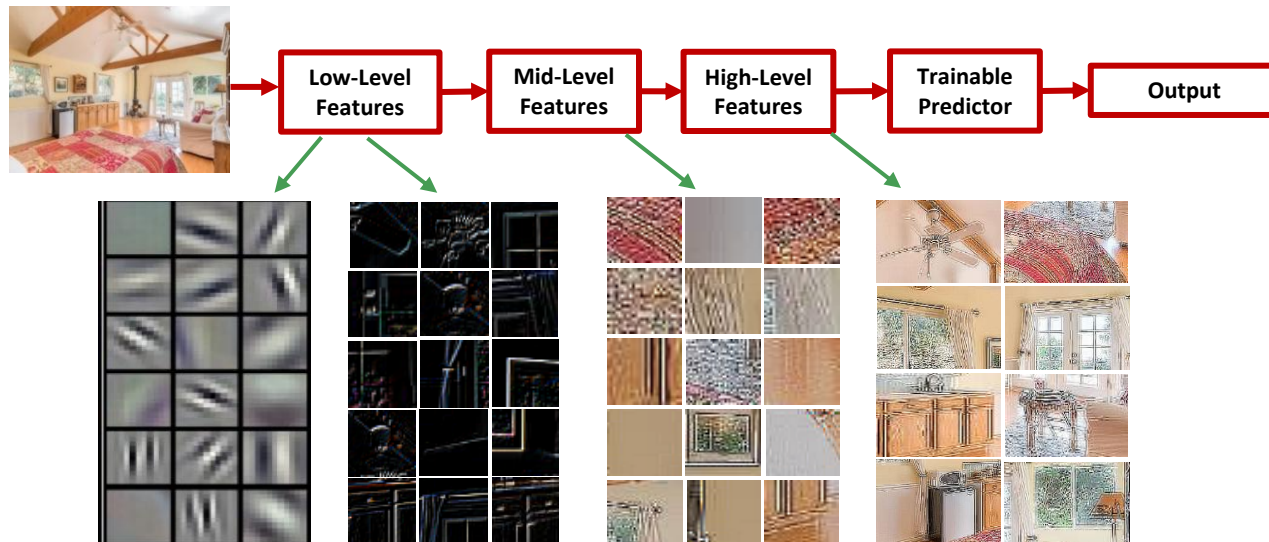 Low-Level
Features
Mid-Level
Features
High-Level
Features
Trainable
Predictor
Output